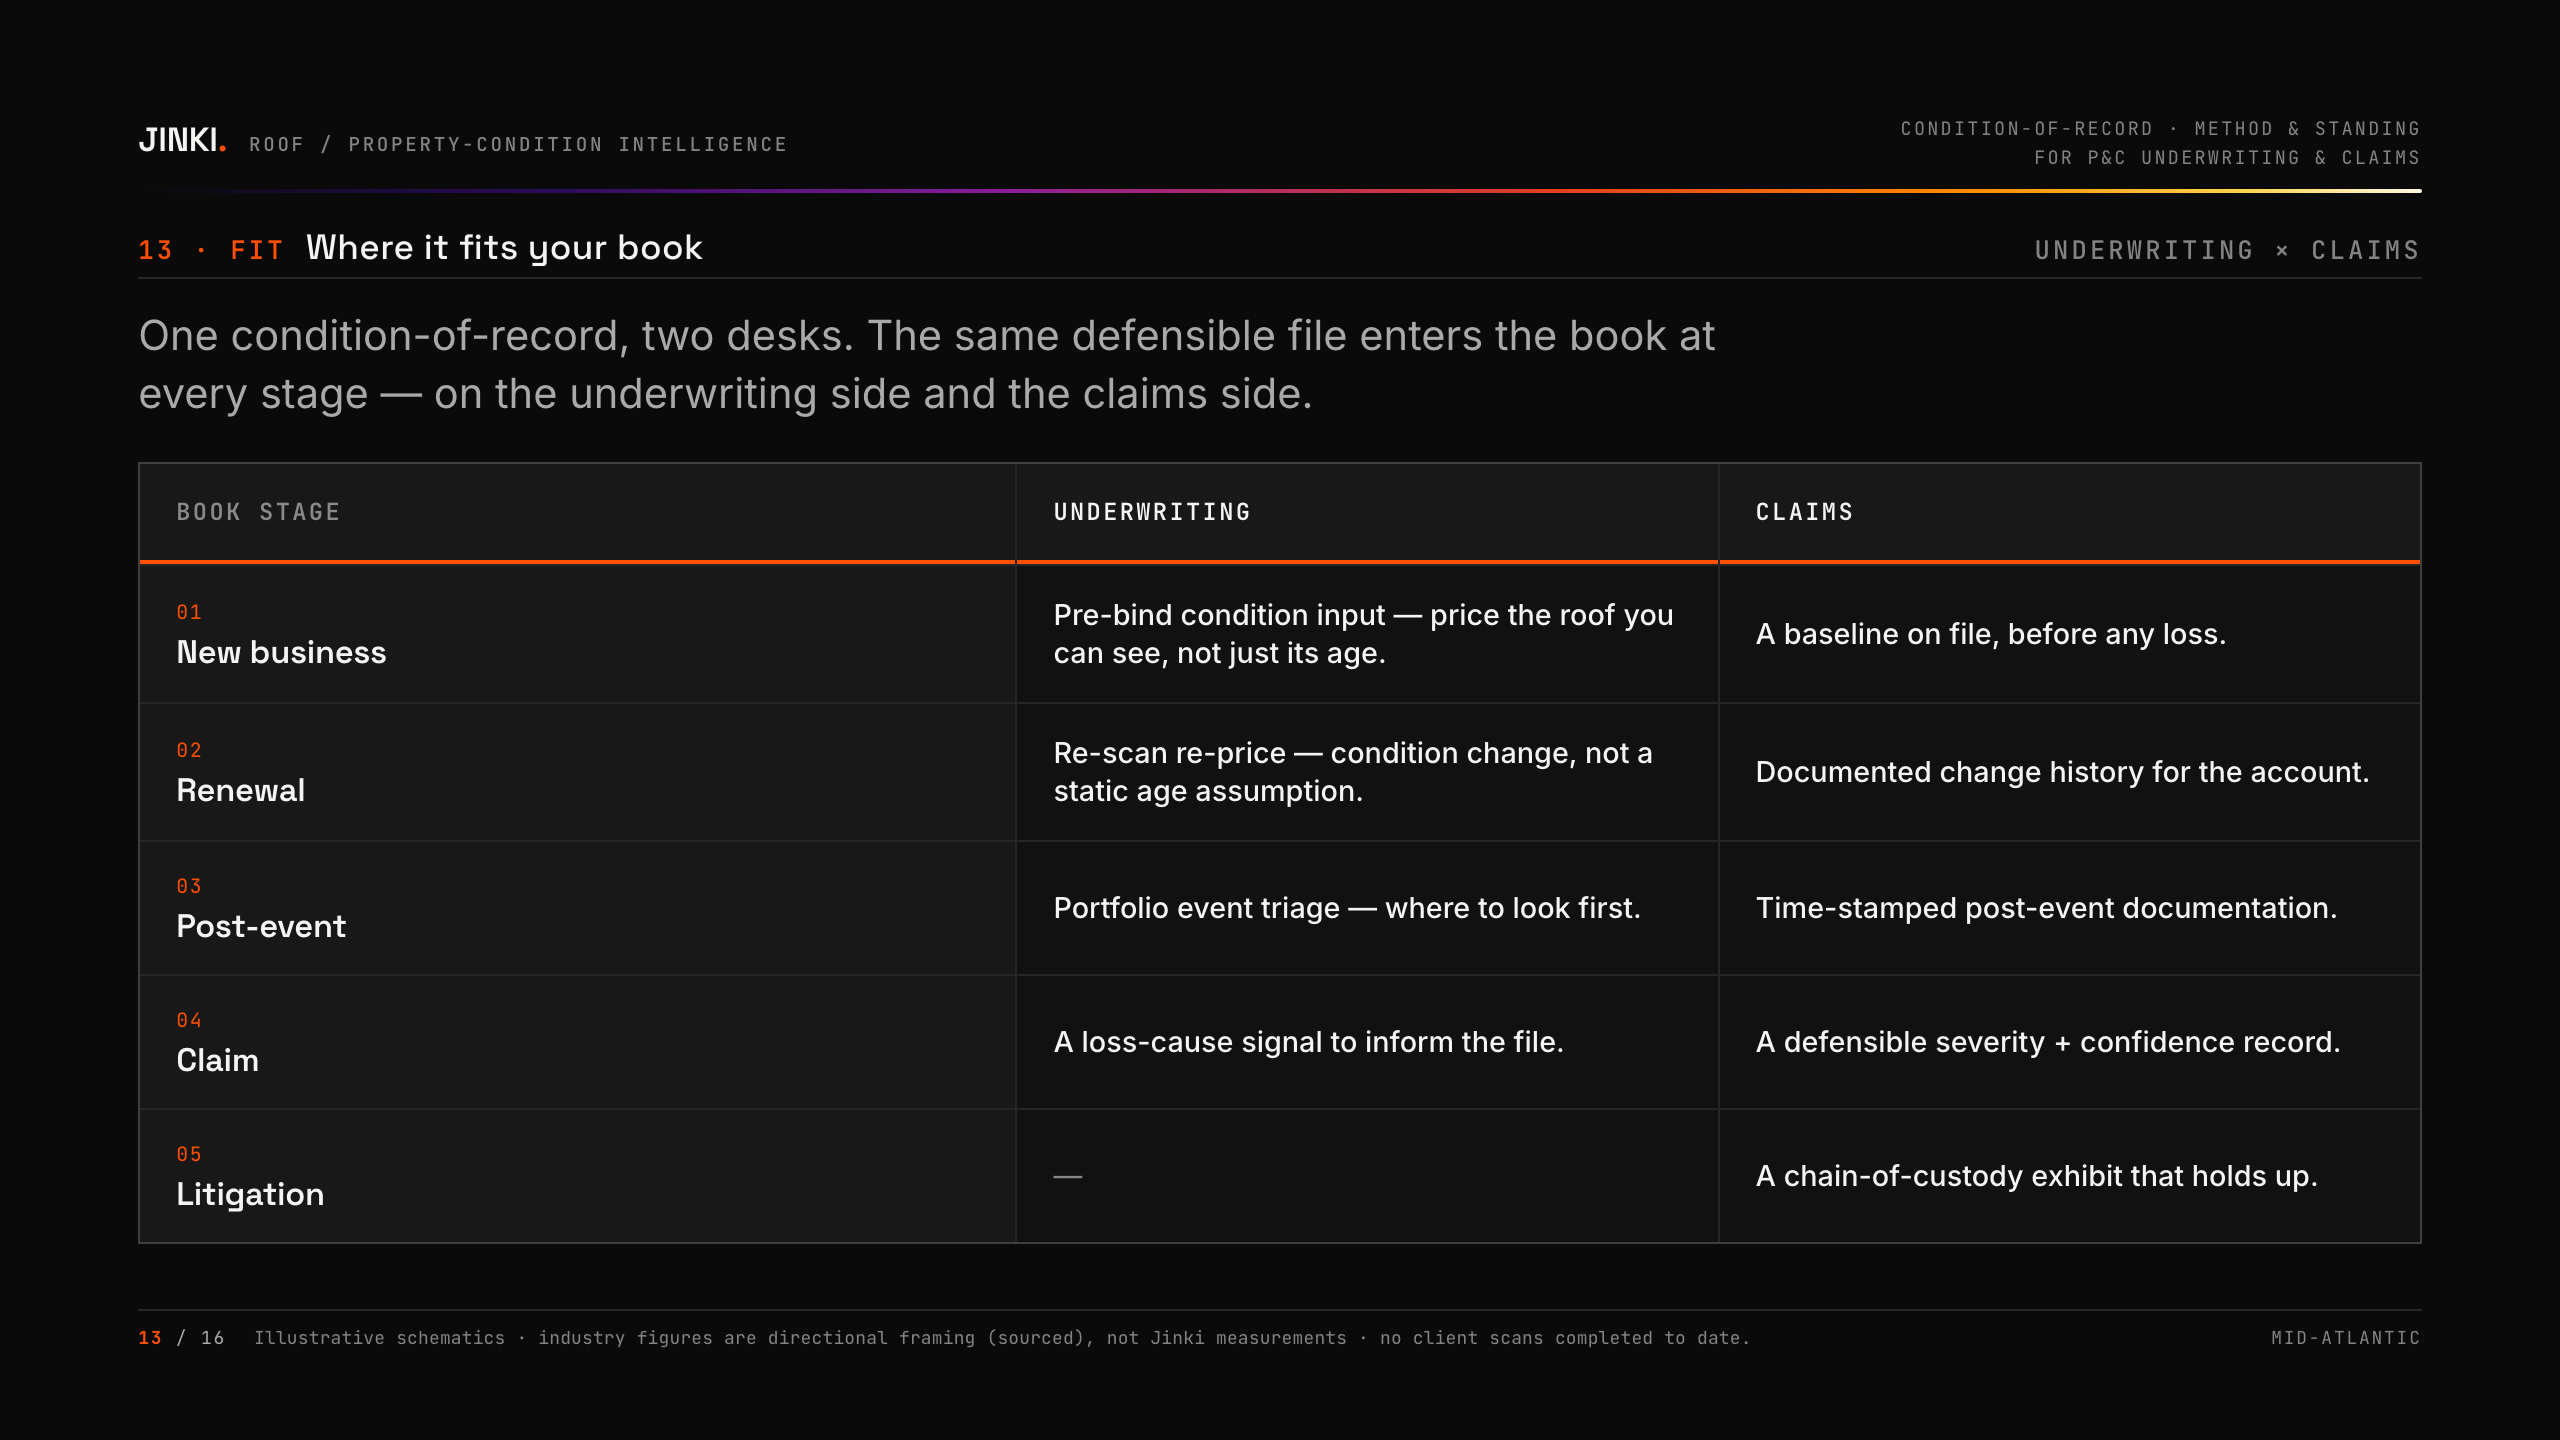 JINKI. ROOF / PROPERTY-CONDITION INTELLIGENCE
CONDITION-OF-RECORD · METHOD & STANDING
FOR P&C UNDERWRITING & CLAIMS
13 · FIT Where it fits your book
UNDERWRITING × CLAIMS
One condition-of-record, two desks. The same defensible file enters the book at
every stage — on the underwriting side and the claims side.
BOOK STAGE
UNDERWRITING
CLAIMS
01
New business
Pre-bind condition input — price the roof you
can see, not just its age.
A baseline on file, before any loss.
02
Renewal
Re-scan re-price — condition change, not a
static age assumption.
Documented change history for the account.
03
Post-event
Portfolio event triage — where to look first.
Time-stamped post-event documentation.
04
Claim
A loss-cause signal to inform the file.
A defensible severity + confidence record.
05
Litigation
—
A chain-of-custody exhibit that holds up.
13 / 16 Illustrative schematics · industry figures are directional framing (sourced), not Jinki measurements · no client scans completed to date.
MID-ATLANTIC